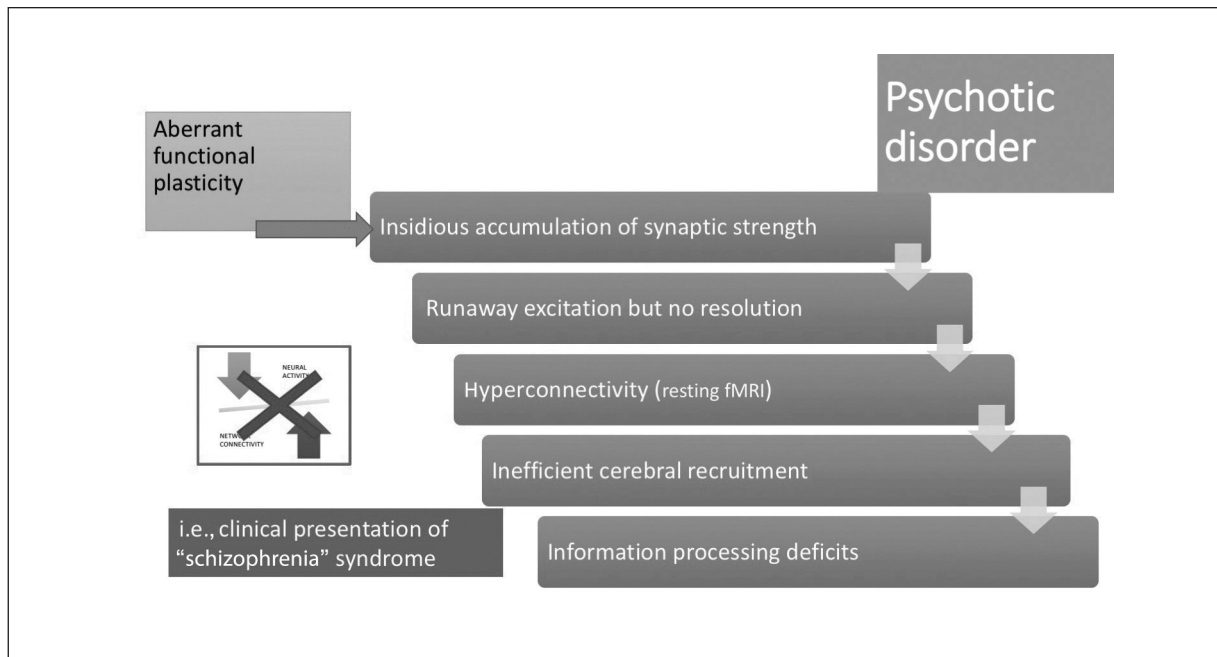 Psychotic
disorder
Aberrant
functional
plasticity
Insidious accumulation of synaptic strength
Runaway excitation but no resolution
NEURAL
ACTIVITY
Hyperconnectivity (resting fMRI)
CONNECTIVITY
Inefficient cerebral recruitment
i.e., clinical presentation of
“schizophrenia” syndrome
Information processing deficits